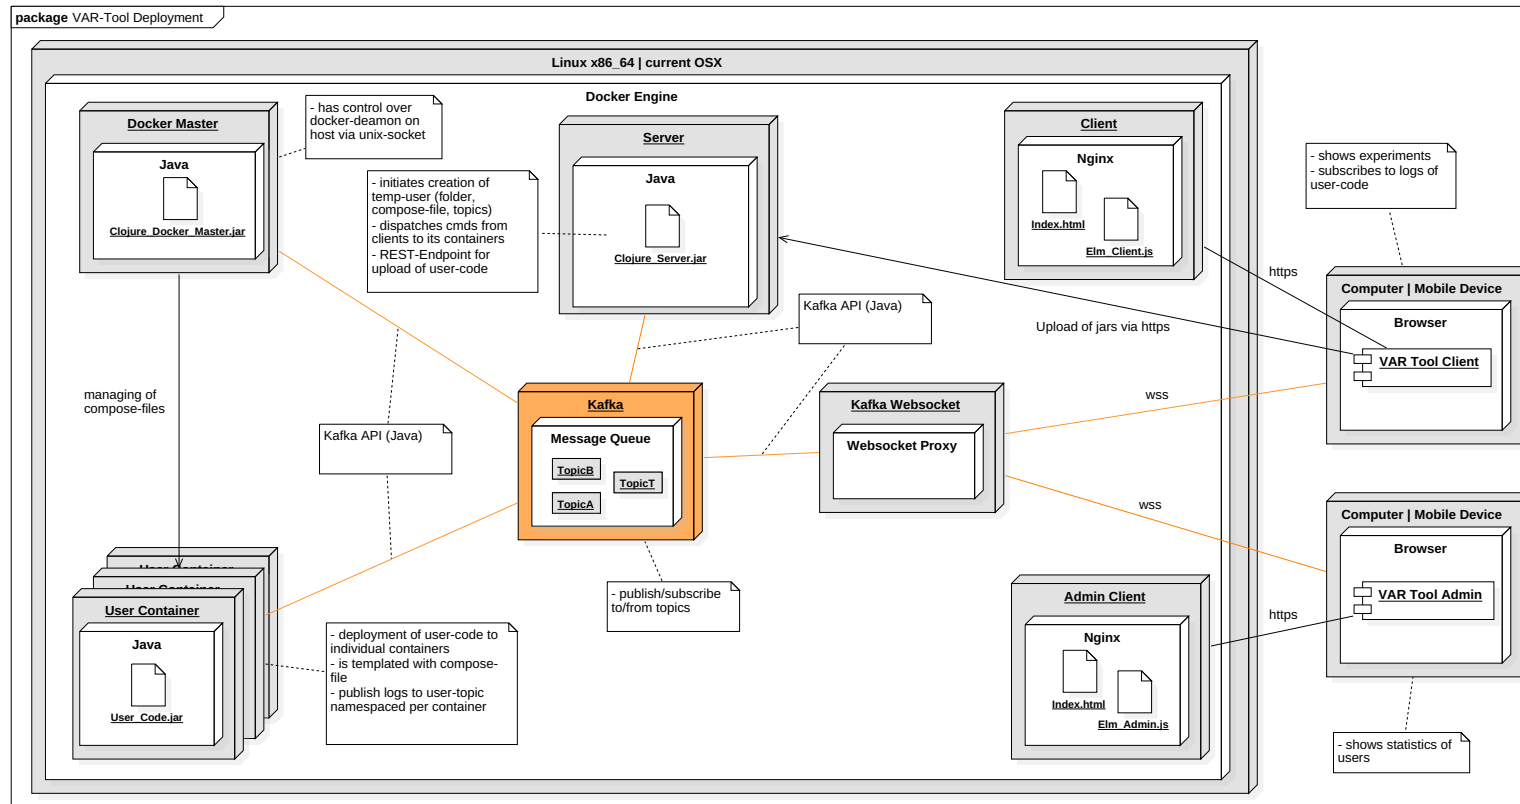 package VAR-Tool Deployment
Linux x86_64 | current OSX
Docker Engine
Docker Master
Java
Clojure_Docker_Master.jar
- has control over
docker-deamon on
host via unix-socket
Server
Java
Clojure_Server.jar
- initiates creation of
temp-user (folder,
compose-file, topics)
- dispatches cmds from
clients to its containers
- REST-Endpoint for
upload of user-code
Client
Nginx
Index.html
Elm_Client.js
- shows experiments
- subscribes to logs of
user-code
https
Computer | Mobile Device
Browser
VAR Tool Client
Upload of jars via https
Kafka API (Java)
managing of
compose-files
Kafka API (Java)
Kafka
Message Queue
TopicB
TopicT
TopicA
Kafka Websocket
Websocket Proxy
wss
wss
Computer | Mobile Device
Browser
VAR Tool Admin
- publish/subscribe
to/from topics
User Container
User Container
User Container
Java
User_Code.jar
- deployment of user-code to
individual containers
- is templated with compose-
file
- publish logs to user-topic
namespaced per container
Admin Client
Nginx
Index.html
Elm_Admin.js
https
- shows statistics of
users